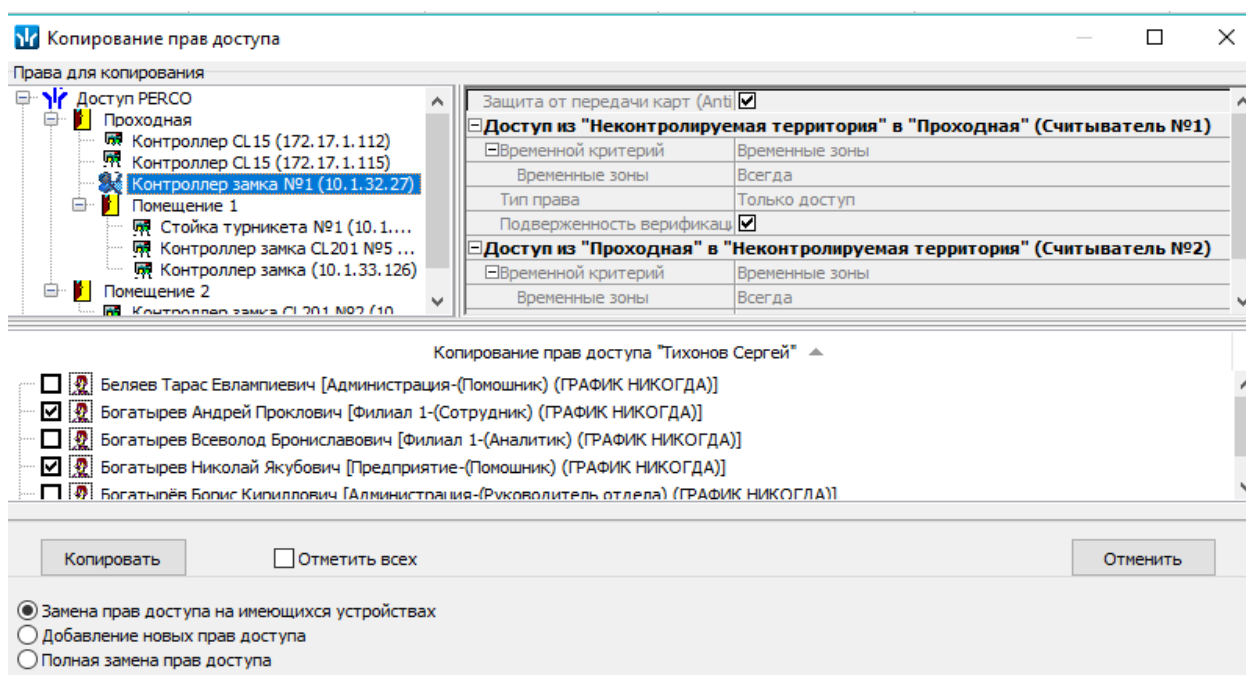 Копирование прав доступа
Права для копирования
Доступ PERCO
Проходная
Контроллер CL15 (172.17.1.112)
Контроллер CL15 (172.17.1.115)
Контроллер замка №1 (10.1.32.27)
Помещение 1
Стойка турникета №1 (10.1....
Контроллер замка CL201 №5 ...
Контроллер замка (10.1.33.126)
Помещение 2
Контроллер замка CL201 №2 (10
Защита от передачи карт (Anti
Доступ из "Неконтролируемая территория" в "Проходная" (Считыватель №1)
Временной критерий Временные зоны
Временные зоны Всегда
Тип права Только доступ
Подверженность верификац
Доступ из "Проходная" в "Неконтролируемая территория" (Считыватель №2)
Временной критерий Временные зоны
Временные зоны Всегда
Копирование прав доступа "Тихонов Сергей"
Беляев Тарас Евлампиевич [Администрация-(Помошник) (ГРАФИК НИКОГДА)]
Богатырев Андрей Проклович [Филиал 1-(Сотрудник) (ГРАФИК НИКОГДА)]
Богатырев Всеволод Брониславович [Филиал 1-(Аналитик) (ГРАФИК НИКОГДА)]
Богатырев Николай Якубович [Предприятие-(Помошник) (ГРАФИК НИКОГДА)]
Богатырёв Борис Кириллович [Администрация-(Руководитель отдела) (ГРАФИК НИКОГДА)]
Копировать Отметить всех Отменить
Замена прав доступа на имеющихся устройствах
Добавление новых прав доступа
Полная замена прав доступа